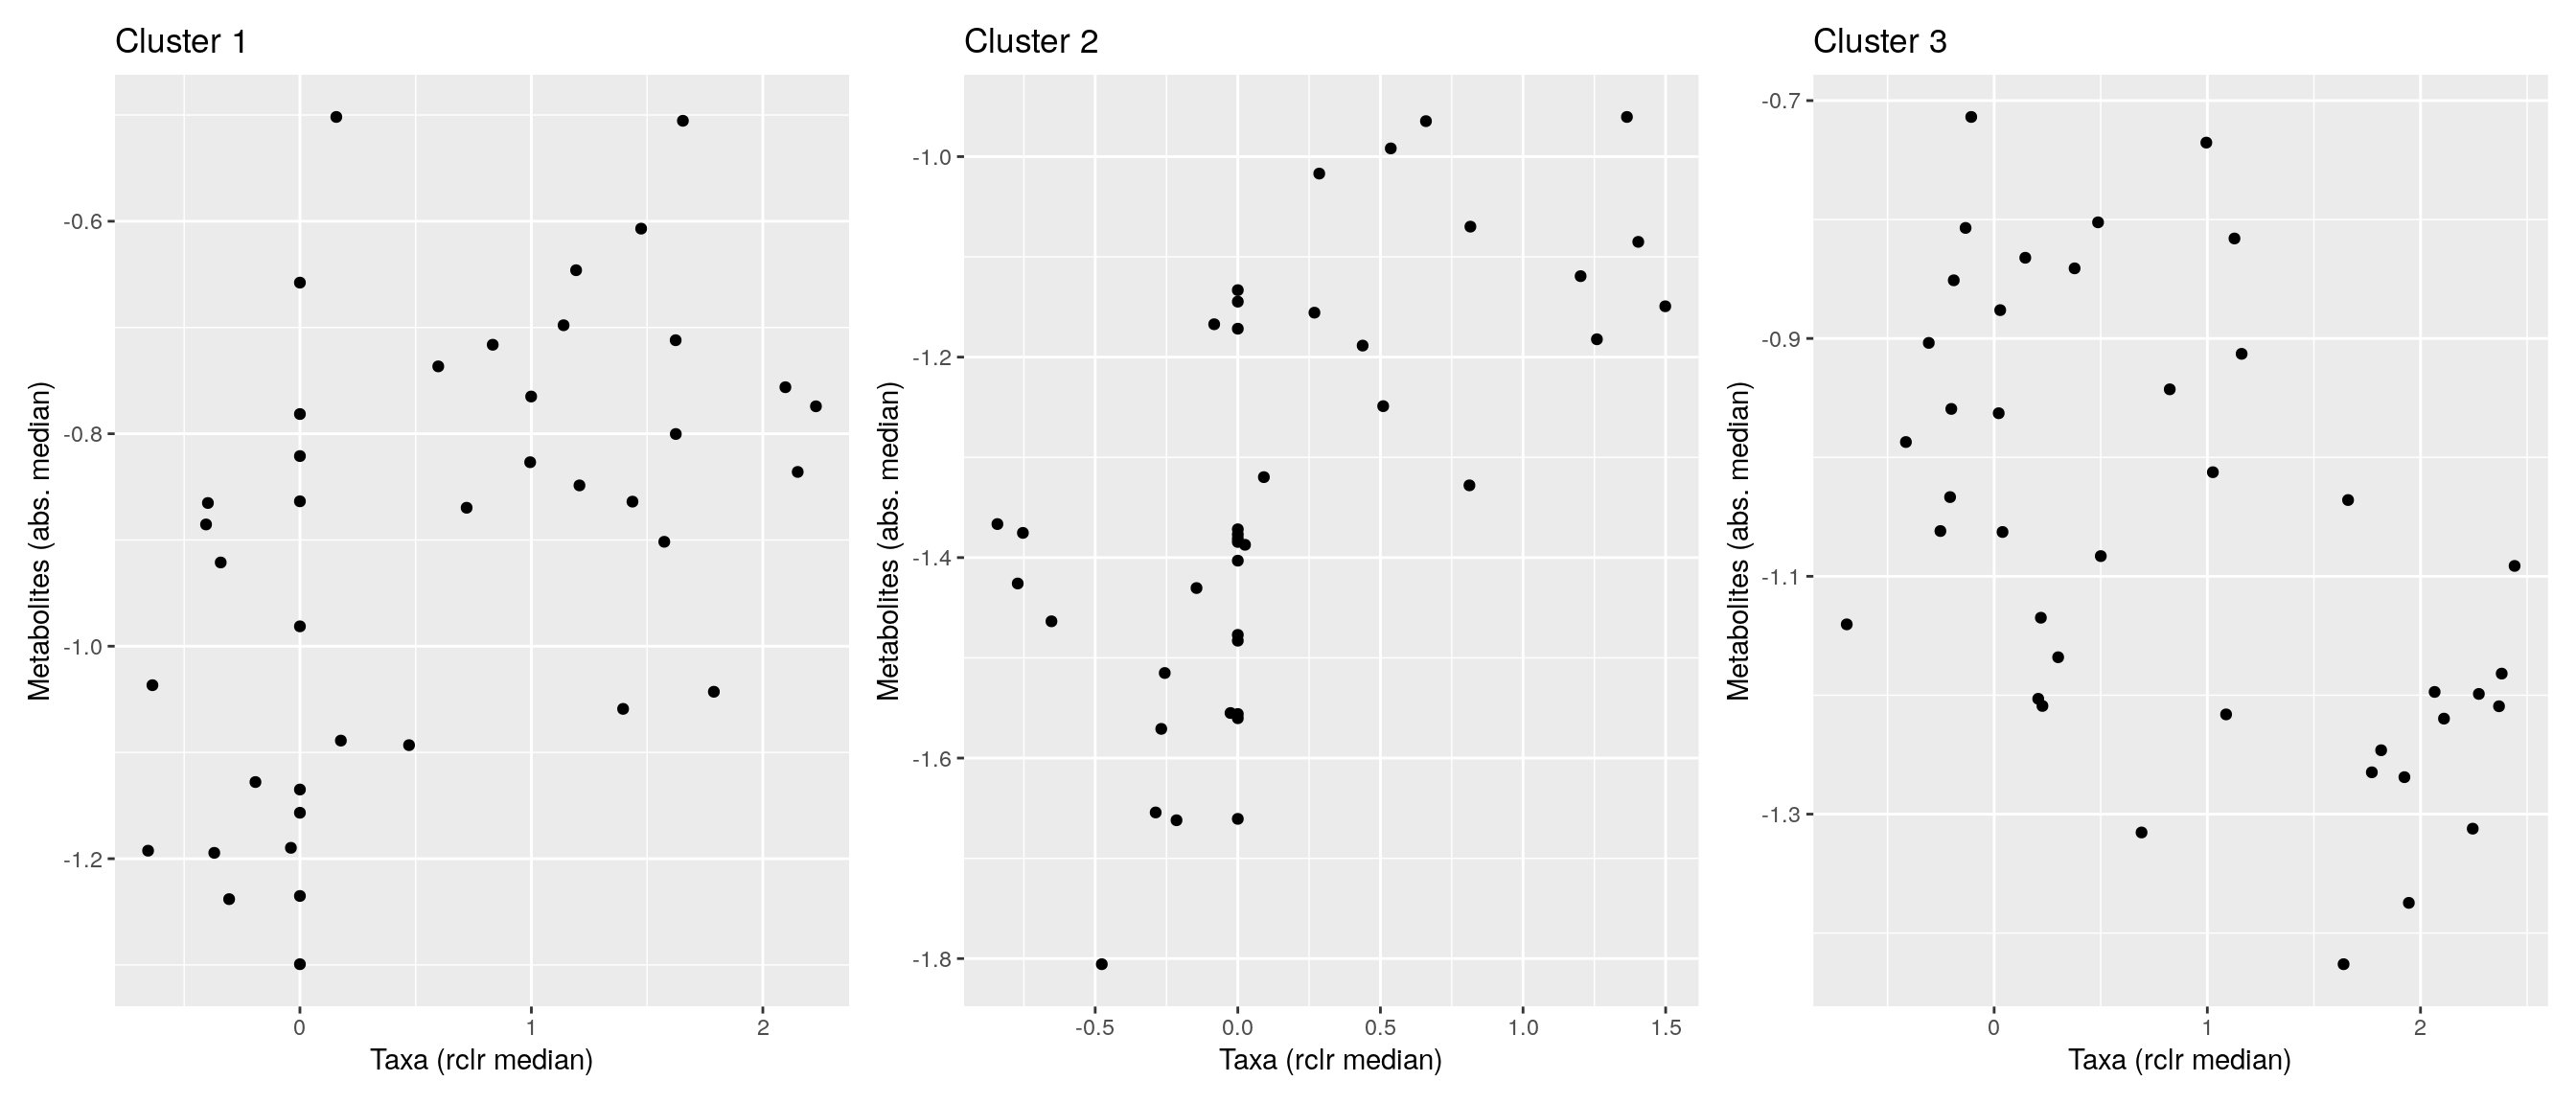 Cluster 1
Metabolites (abs. median)
-0.6
-0.8
-1.0
-1.2
0 1 2
Taxa (rclr median)
Cluster 2
Metabolites (abs. median)
-1.0
-1.2
-1.4
-1.6
-1.8
-0.5 0.0 0.5 1.0 1.5
Taxa (rclr median)
Cluster 3
Metabolites (abs. median)
-0.7
-0.9
-1.1
-1.3
0 1 2
Taxa (rclr median)